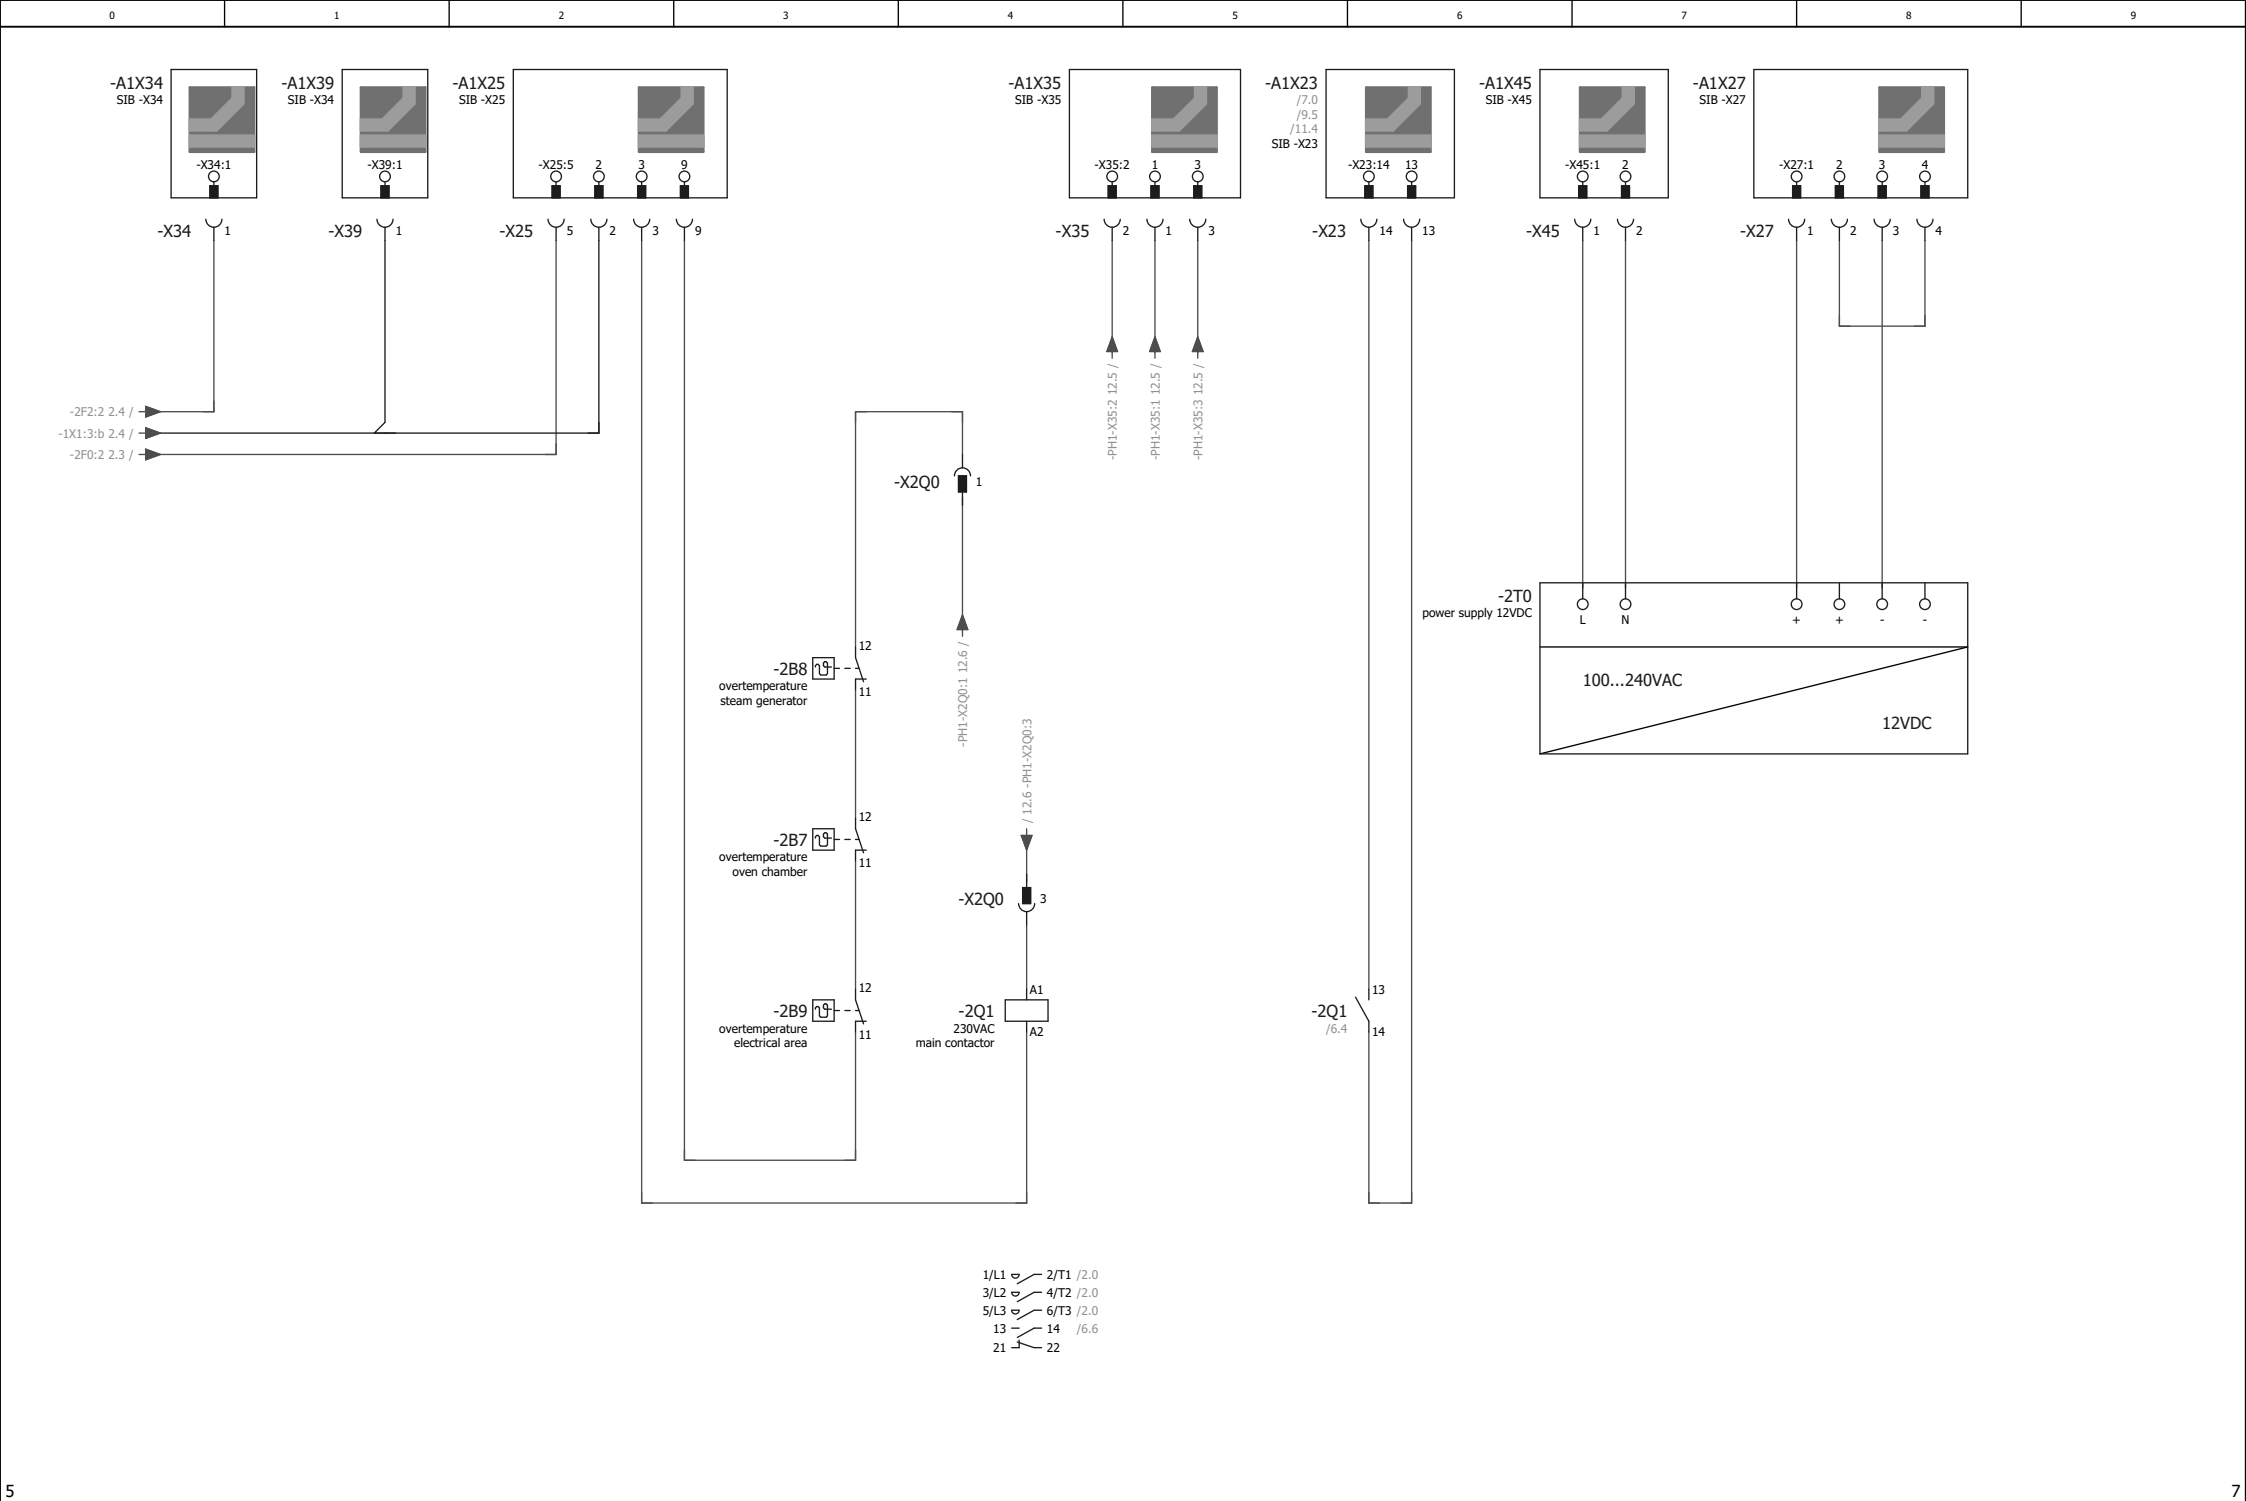 0 1 2 3 4 5 6 7 8 9
-A1X34
SIB -X34
-X34:1
-X34 1
-A1X39
SIB -X34
-X39:1
-X39 1
-A1X25
SIB -X25
-X25:5 2 3 9
-X25 5 2 3 9
-A1X35
SIB -X35
-X35:2 1 3
-X35 2 1 3
-A1X23
/7.0
/9.5
/11.4
SIB -X23
-X23:14 13
-X23 14 13
-A1X45
SIB -X45
-X45:1 2
-X45 1 2
-A1X27
SIB -X27
-X27:1 2 3 4
-X27 1 2 3 4
-PH1-X35:2 12.5 /
-PH1-X35:1 12.5 /
-PH1-X35:3 12.5 /
-2F2:2 2.4 /
-1X1:3:b 2.4 /
-2F0:2 2.3 /
-X2Q0 1
-PH1-X2Q0:1 12.6 /
-2T0
power supply 12VDC
L N + + - -
100...240VAC
12VDC
12
-2B8
overtemperature
steam generator
11
/ 12.6 -PH1-X2Q0:3
12
-2B7
overtemperature
oven chamber
11
-X2Q0 3
12
-2B9
overtemperature
electrical area
11
A1
-2Q1
230VAC
main contactor
A2
13
-2Q1
/6.4
14
1/L1 2/T1 /2.0
3/L2 4/T2 /2.0
5/L3 6/T3 /2.0
13 14 /6.6
21 22
5 7